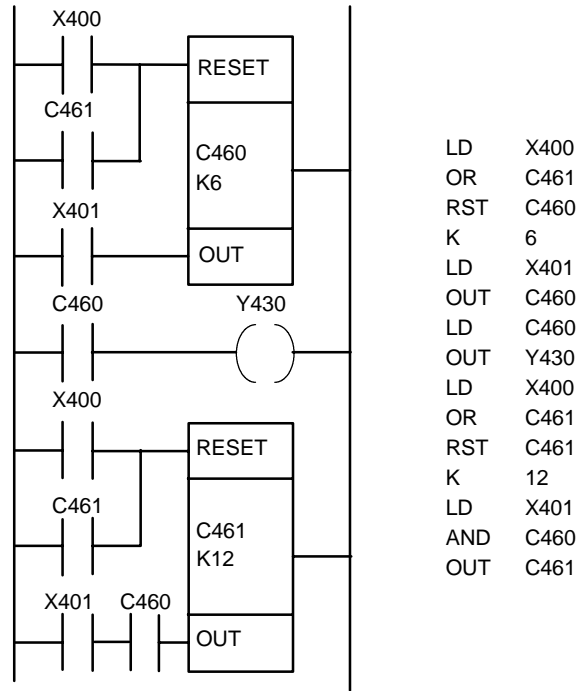 X400
RESET
C461
C460
K6
X401
OUT
C460
Y430
X400
RESET
C461
C461
K12
X401 C460
OUT
LD X400
OR C461
RST C460
K 6
LD X401
OUT C460
LD C460
OUT Y430
LD X400
OR C461
RST C461
K 12
LD X401
AND C460
OUT C461